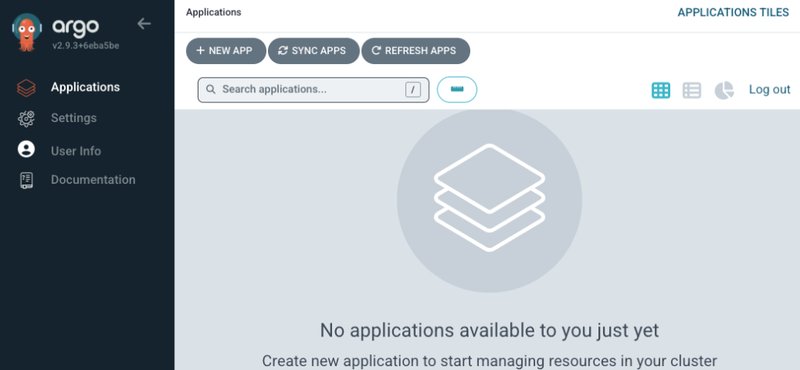 argo
v2.9.3+6eba5be
Applications
Settings
User Info
Documentation
Applications
APPLICATIONS TILES
+ NEW APP
SYNC APPS
REFRESH APPS
Search applications...
/
Log out
No applications available to you just yet
Create new application to start managing resources in your cluster